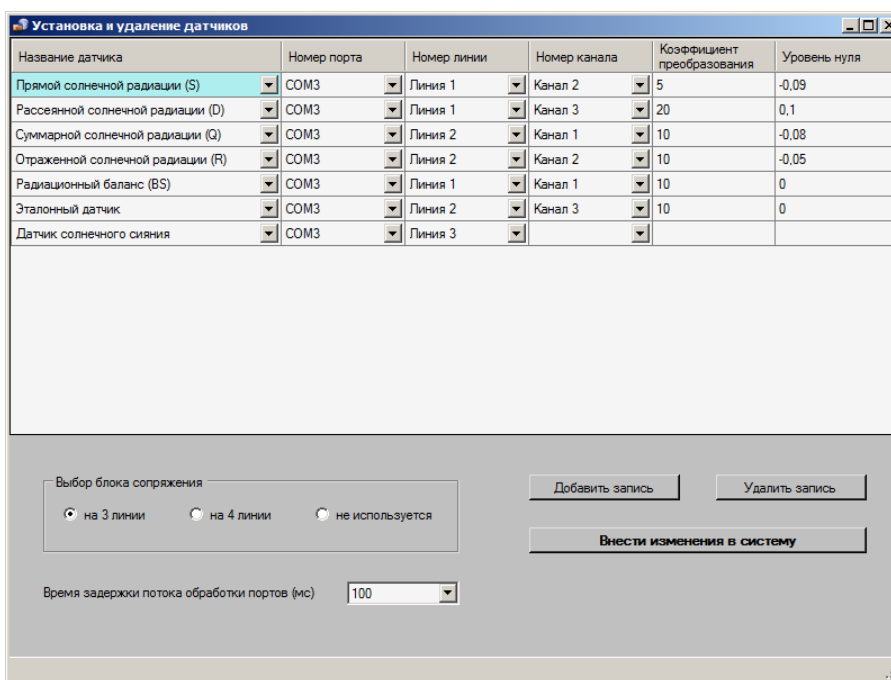 Установка и удаление датчиков
Название датчика Номер порта Номер линии Номер канала Коэффициент преобразования Уровень нуля
Прямой солнечной радиации (S) COM3 Линия 1 Канал 2 5 -0,09
Рассеянной солнечной радиации (D) COM3 Линия 1 Канал 3 20 0,1
Суммарной солнечной радиации (Q) COM3 Линия 2 Канал 1 10 -0,08
Отраженной солнечной радиации (R) COM3 Линия 2 Канал 2 10 -0,05
Радиационный баланс (BS) COM3 Линия 1 Канал 1 10 0
Эталонный датчик COM3 Линия 2 Канал 3 10 0
Датчик солнечного сияния COM3 Линия 3
Выбор блока сопряжения
на 3 линии на 4 линии не используется
Добавить запись Удалить запись
Внести изменения в систему
Время задержки потока обработки портов (мс) 100